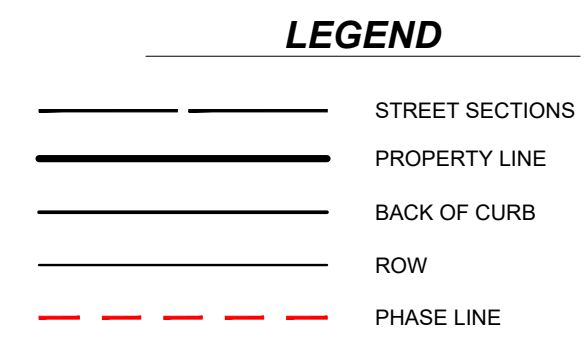 LEGEND
STREET SECTIONS
PROPERTY LINE
BACK OF CURB
ROW
PHASE LINE